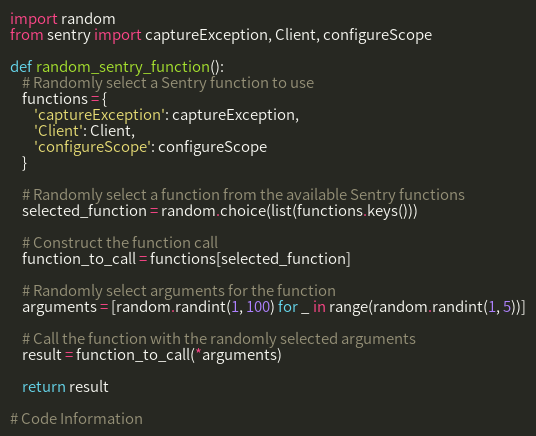 import random
from sentry import captureException, Client, configureScope

def random_sentry_function():
    # Randomly select a Sentry function to use
    functions = {
        'captureException': captureException,
        'Client': Client,
        'configureScope': configureScope
    }

    # Randomly select a function from the available Sentry functions
    selected_function = random.choice(list(functions.keys()))

    # Construct the function call
    function_to_call = functions[selected_function]

    # Randomly select arguments for the function
    arguments = [random.randint(1, 100) for _ in range(random.randint(1, 5))]

    # Call the function with the randomly selected arguments
    result = function_to_call(*arguments)

    return result

# Code Information